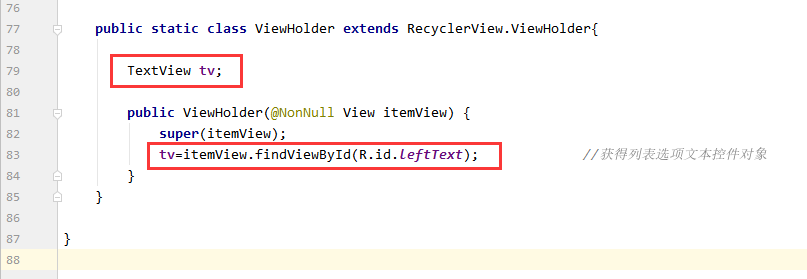 76
77 public static class ViewHolder extends RecyclerView.ViewHolder{
78
79 TextView tv;
80
81 public ViewHolder(@NonNull View itemView) {
82 super(itemView);
83 tv=itemView.findViewById(R.id.leftText); //获得列表选项文本控件对象
84 }
85 }
86
87 }
88